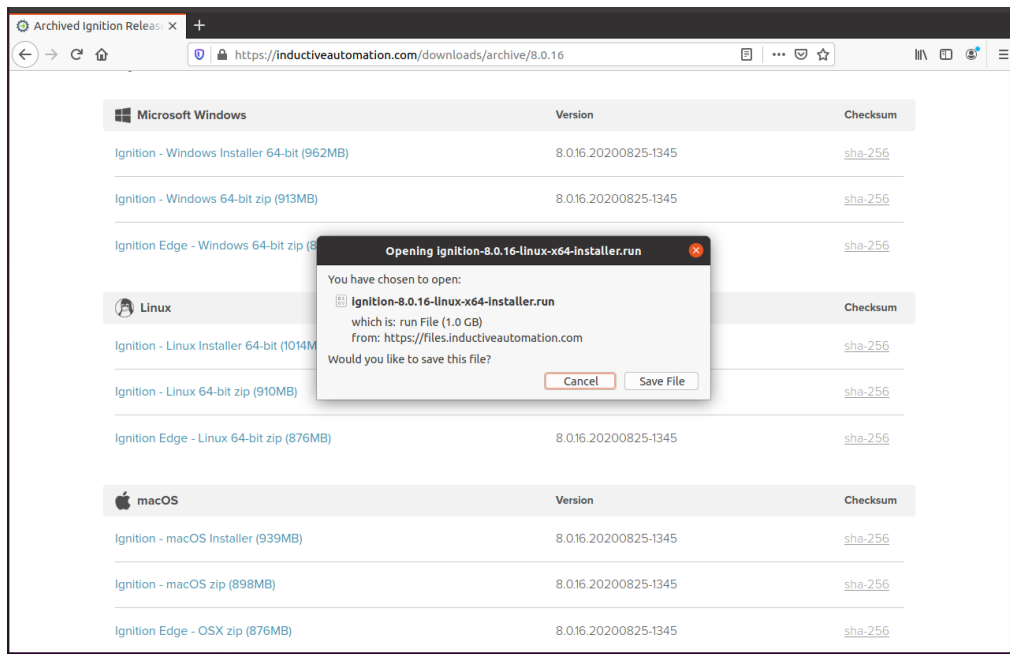 Archived Ignition Releas
https://inductiveautomation.com/downloads/archive/8.0.16
Microsoft Windows Version Checksum
Ignition - Windows Installer 64-bit (962MB) 8.0.16.20200825-1345 sha-256
Ignition - Windows 64-bit zip (913MB) 8.0.16.20200825-1345 sha-256
Ignition Edge - Windows 64-bit zip (8 sha-256
Opening ignition-8.0.16-linux-x64-installer.run
You have chosen to open:
ignition-8.0.16-linux-x64-installer.run
which is: run File (1.0 GB)
from: https://files.inductiveautomation.com
Would you like to save this file?
Cancel Save File
Linux Checksum
Ignition - Linux Installer 64-bit (1014M sha-256
Ignition - Linux 64-bit zip (910MB) sha-256
Ignition Edge - Linux 64-bit zip (876MB) 8.0.16.20200825-1345 sha-256
macOS Version Checksum
Ignition - macOS Installer (939MB) 8.0.16.20200825-1345 sha-256
Ignition - macOS zip (898MB) 8.0.16.20200825-1345 sha-256
Ignition Edge - OSX zip (876MB) 8.0.16.20200825-1345 sha-256